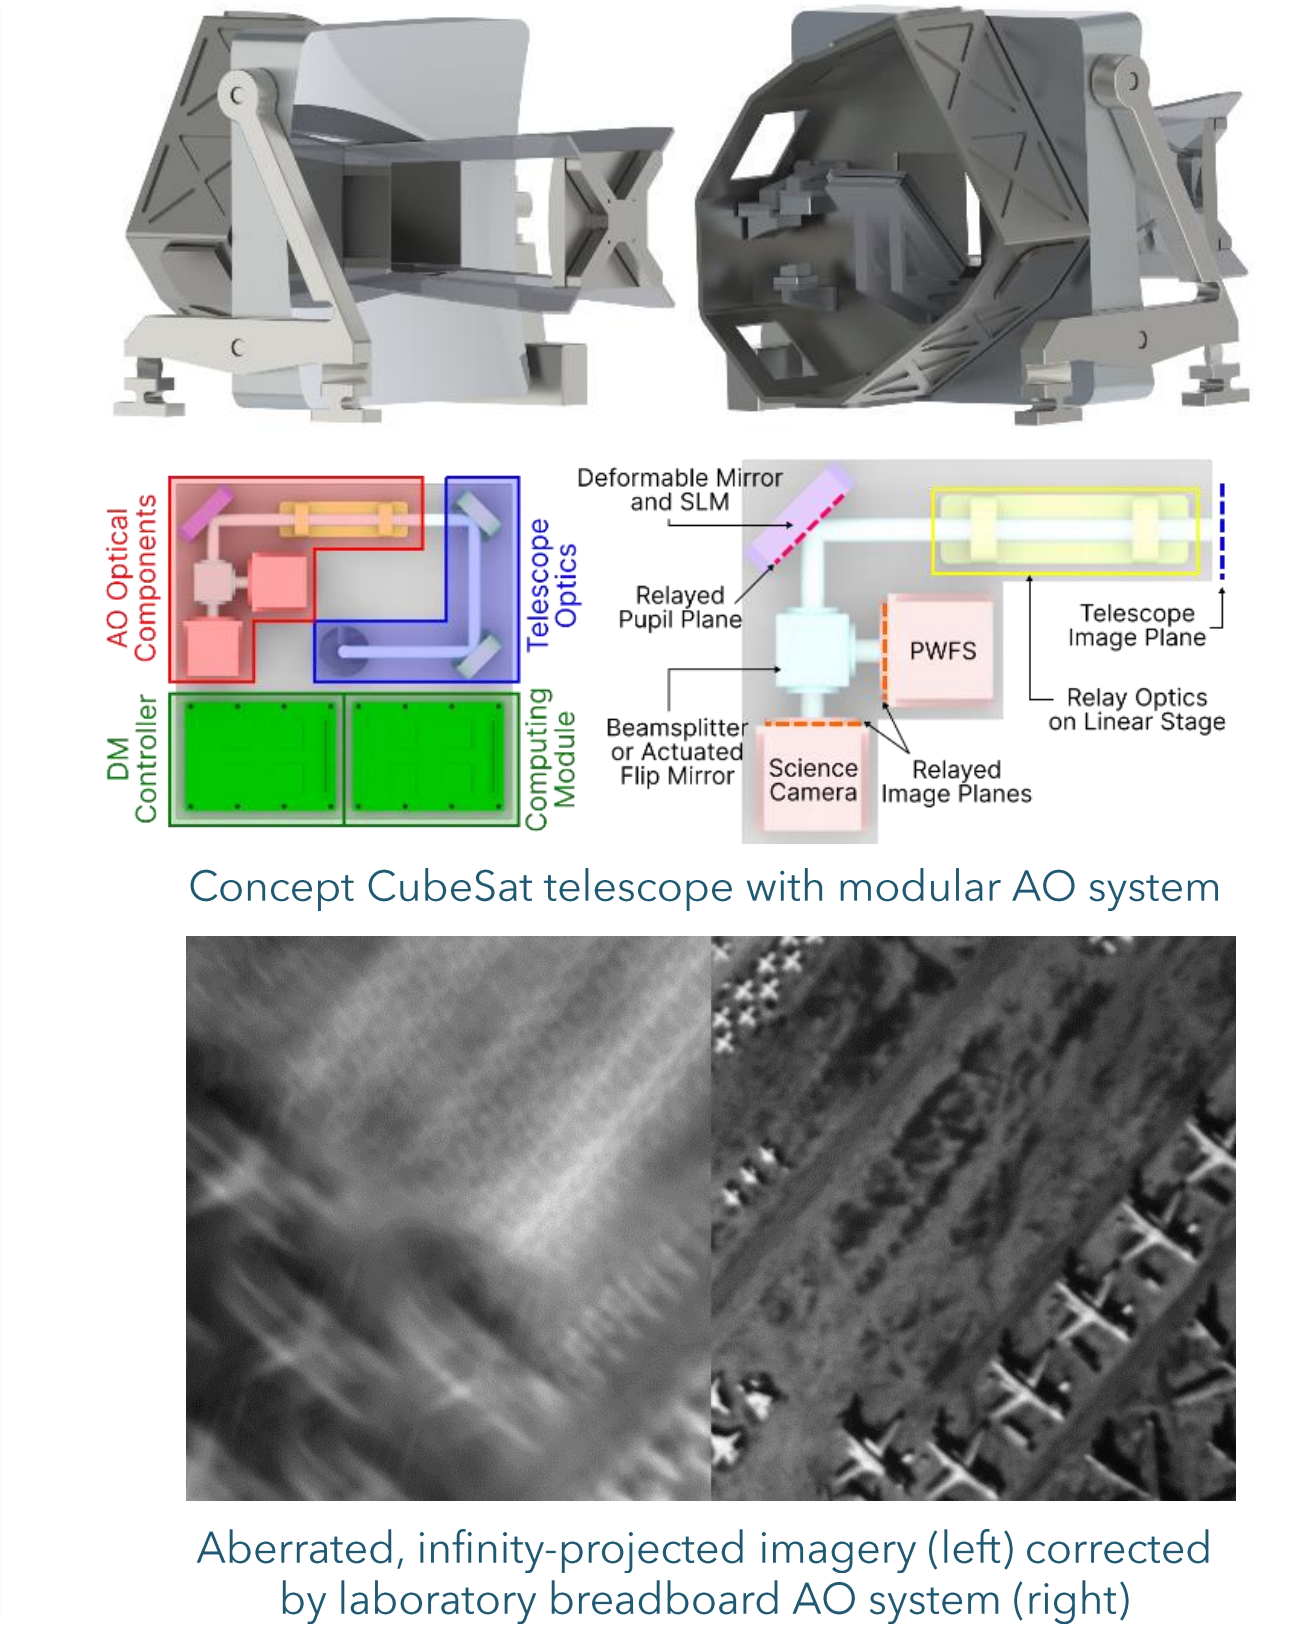 AO Optical
Components
Telescope
Optics
DM
Controller
Computing
Module
Deformable Mirror
and SLM
Relayed
Pupil Plane
Beamsplitter
or Actuated
Flip Mirror
Science
Camera
PWFS
Relayed
Image Planes
Telescope
Image Plane
Relay Optics
on Linear Stage
Concept CubeSat telescope with modular AO system
Aberrated, infinity-projected imagery (left) corrected
by laboratory breadboard AO system (right)